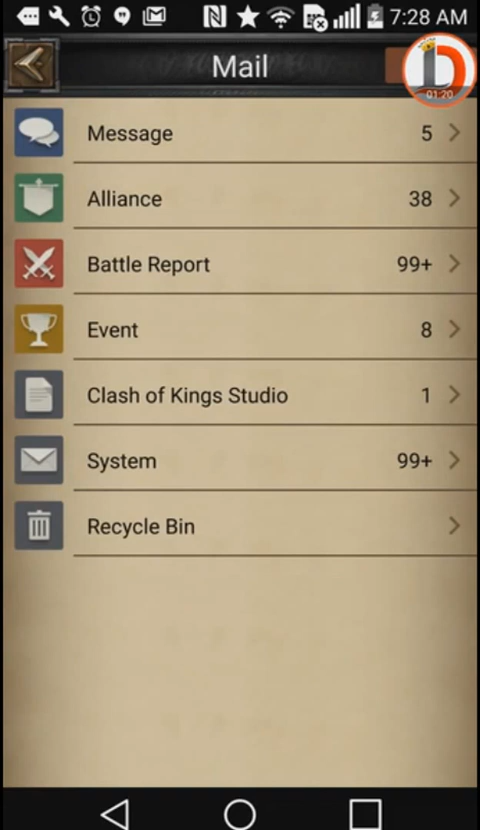 7:28 AM
Mail
01:20
Message 5
Alliance 38
Battle Report 99+
Event 8
Clash of Kings Studio 1
System 99+
Recycle Bin